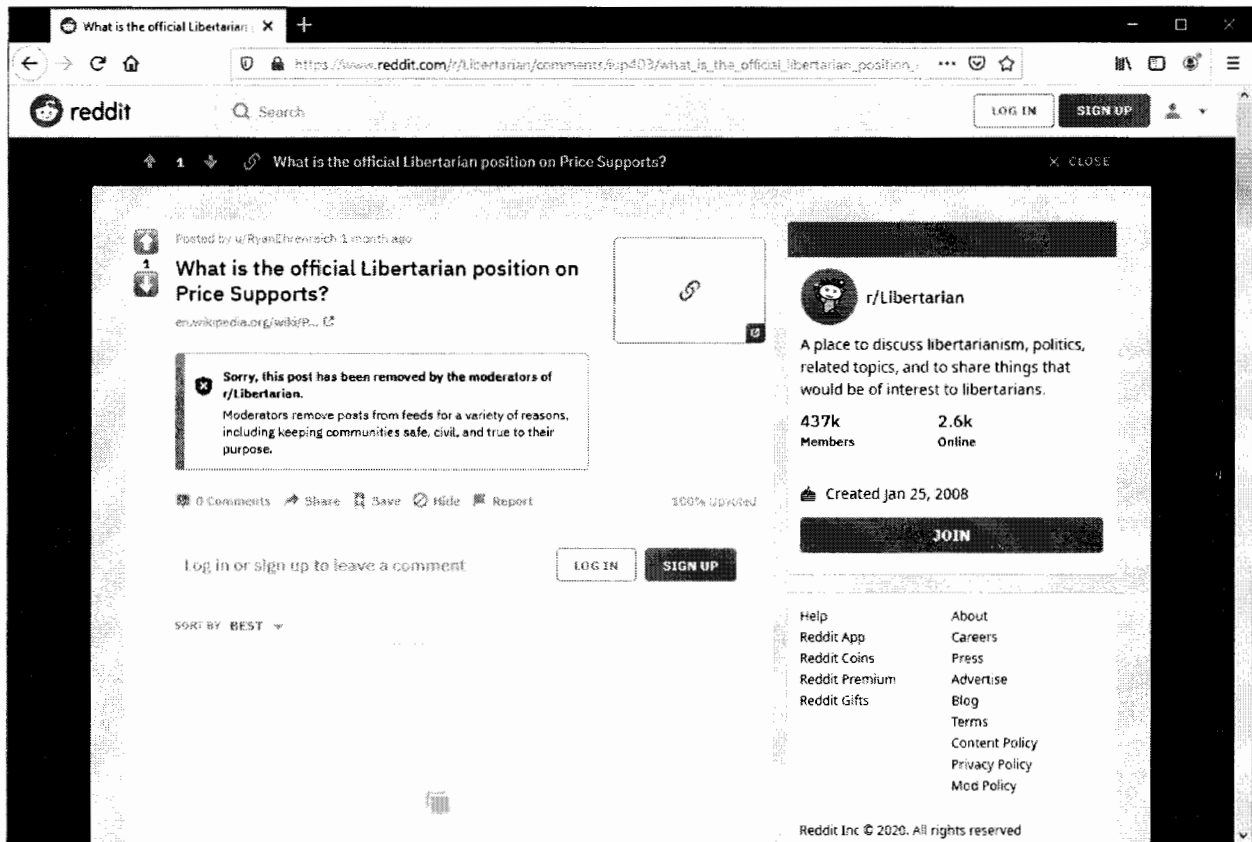 What is the official Libertarian
https://www.reddit.com/r/Libertarian/comments/ /what_is_the_official_libertarian_position_
reddit
Search
LOG IN
SIGN UP
1
What is the official Libertarian position on Price Supports?
CLOSE
Posted by u/RyanEhrenreich 1 month ago
1
What is the official Libertarian position on
Price Supports?
en.wikipedia.org/wiki/P...
Sorry, this post has been removed by the moderators of
r/Libertarian.
Moderators remove posts from feeds for a variety of reasons,
including keeping communities safe, civil, and true to their
purpose.
0 Comments Share Save Hide Report
100% Upvoted
Log in or sign up to leave a comment
LOG IN
SIGN UP
SORT BY BEST
r/Libertarian
A place to discuss libertarianism, politics,
related topics, and to share things that
would be of interest to libertarians.
437k 2.6k
Members Online
Created Jan 25, 2008
JOIN
Help About
Reddit App Careers
Reddit Coins Press
Reddit Premium Advertise
Reddit Gifts Blog
Terms
Content Policy
Privacy Policy
Mod Policy
Reddit Inc © 2020. All rights reserved